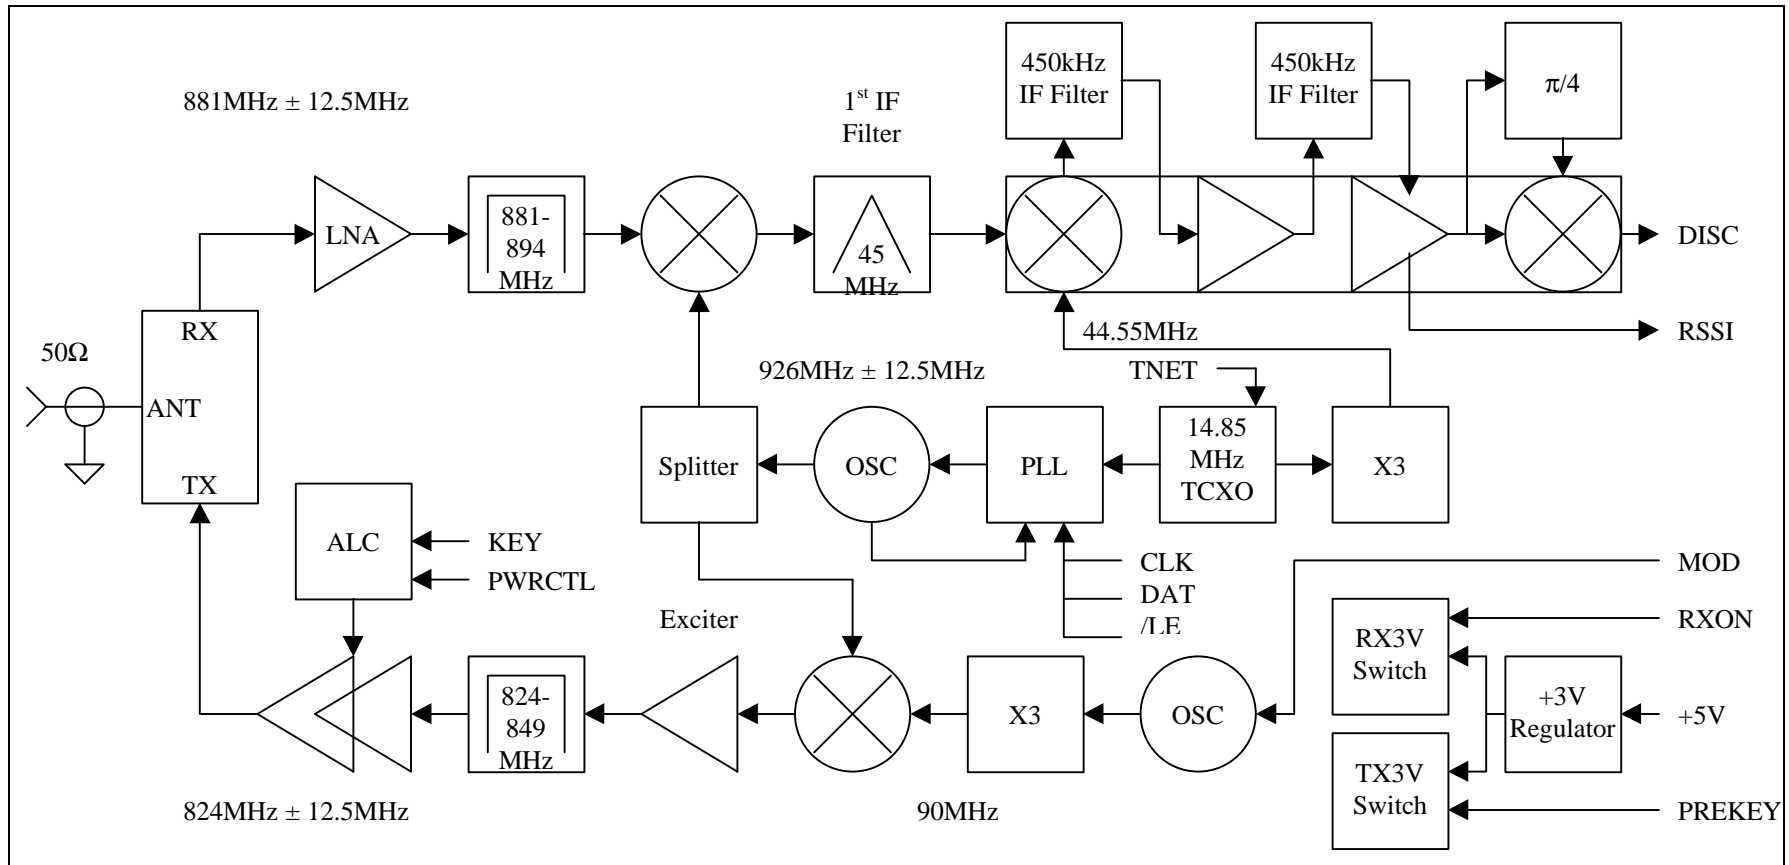 881MHz ± 12.5MHz
1st IF
Filter
450kHz
IF Filter
450kHz
IF Filter
π/4
LNA
881-
894
MHz
45
MHz
DISC
RX
ANT
TX
50Ω
44.55MHz
RSSI
926MHz ± 12.5MHz
TNET
Splitter
OSC
PLL
14.85
MHz
TCXO
X3
ALC
KEY
PWRCTL
CLK
DAT
/LE
MOD
RXON
Exciter
RX3V
Switch
824-
849
MHz
X3
OSC
+3V
Regulator
+5V
TX3V
Switch
PREKEY
824MHz ± 12.5MHz
90MHz